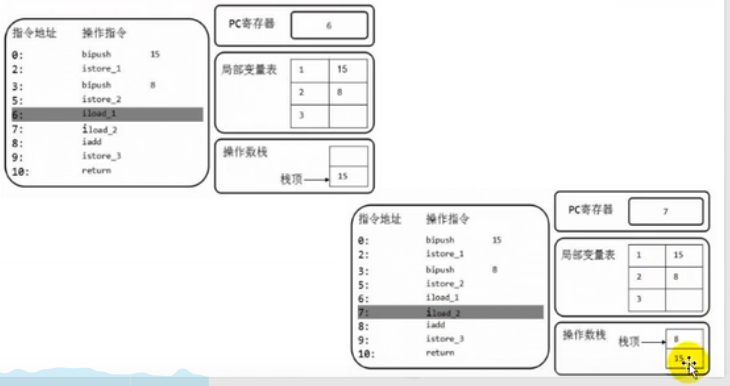 指令地址 操作指令
0: bipush 15
2: istore_1
3: bipush 8
5: istore_2
6: iload_1
7: iload_2
8: iadd
9: istore_3
10: return
PC寄存器 6
局部变量表 1 15
2 8
3
操作数栈
栈顶 15
指令地址 操作指令
0: bipush 15
2: istore_1
3: bipush 8
5: istore_2
6: iload_1
7: iload_2
8: iadd
9: istore_3
10: return
PC寄存器 7
局部变量表 1 15
2 8
3
操作数栈 栈顶 8
15